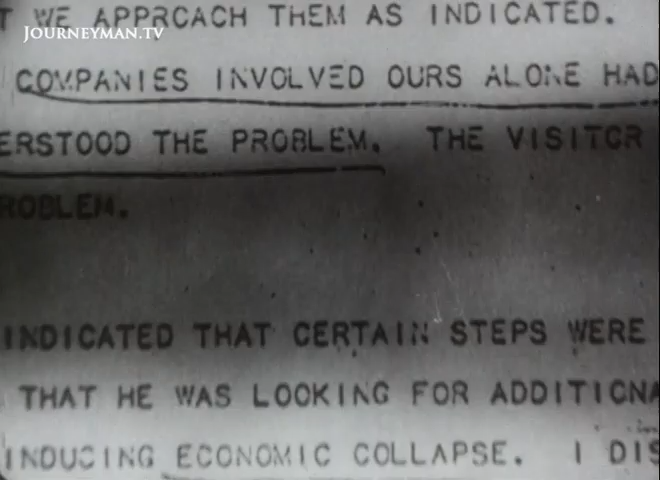 T WE APPROACH THEM AS INDICATED.
JOURNEYMAN.TV
COMPANIES INVOLVED OURS ALONE HAD
ERSTOOD THE PROBLEM. THE VISITOR
ROBLEM.
INDICATED THAT CERTAIN STEPS WERE
THAT HE WAS LOOKING FOR ADDITIONA
INDUCING ECONOMIC COLLAPSE. I DIS